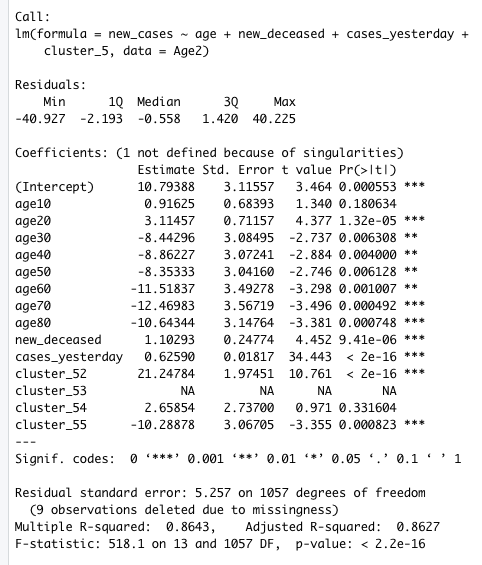 Call:
lm(formula = new_cases ~ age + new_deceased + cases_yesterday +
    cluster_5, data = Age2)

Residuals:
    Min      1Q  Median      3Q     Max
-40.927  -2.193  -0.558   1.420  40.225

Coefficients: (1 not defined because of singularities)
                 Estimate Std. Error t value Pr(>|t|)
(Intercept)      10.79388    3.11557   3.464 0.000553 ***
age10             0.91625    0.68393   1.340 0.180634
age20             3.11457    0.71157   4.377 1.32e-05 ***
age30            -8.44296    3.08495  -2.737 0.006308 **
age40            -8.86227    3.07241  -2.884 0.004000 **
age50            -8.35333    3.04160  -2.746 0.006128 **
age60           -11.51837    3.49278  -3.298 0.001007 **
age70           -12.46983    3.56719  -3.496 0.000492 ***
age80           -10.64344    3.14764  -3.381 0.000748 ***
new_deceased      1.10293    0.24774   4.452 9.41e-06 ***
cases_yesterday   0.62590    0.01817  34.443  < 2e-16 ***
cluster_52       21.24784    1.97451  10.761  < 2e-16 ***
cluster_53             NA         NA      NA       NA
cluster_54        2.65854    2.73700   0.971 0.331604
cluster_55      -10.28878    3.06705  -3.355 0.000823 ***
---
Signif. codes:  0 ‘***’ 0.001 ‘**’ 0.01 ‘*’ 0.05 ‘.’ 0.1 ‘ ’ 1

Residual standard error: 5.257 on 1057 degrees of freedom
  (9 observations deleted due to missingness)
Multiple R-squared:  0.8643,	Adjusted R-squared:  0.8627
F-statistic: 518.1 on 13 and 1057 DF,  p-value: < 2.2e-16